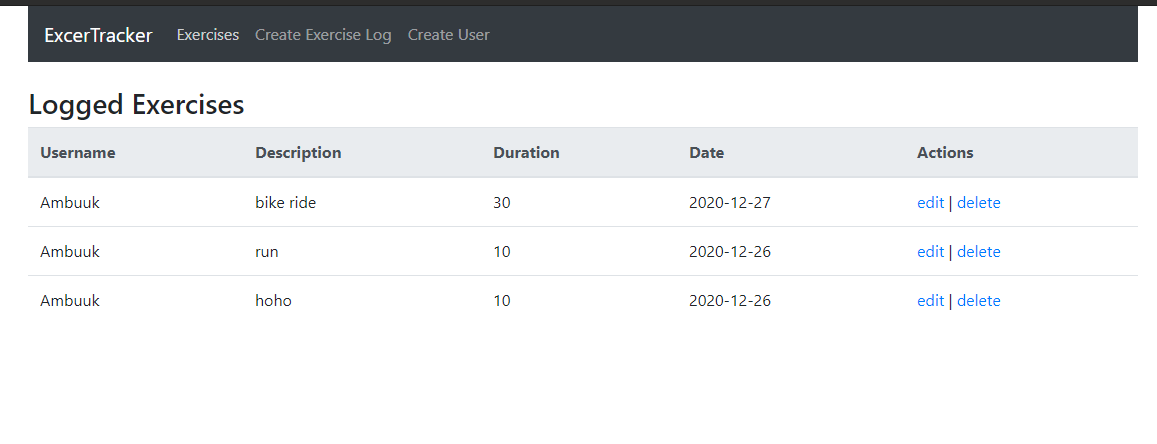 ExcerTracker Exercises Create Exercise Log Create User
Logged Exercises
Username Description Duration Date Actions
Ambuuk bike ride 30 2020-12-27 edit | delete
Ambuuk run 10 2020-12-26 edit | delete
Ambuuk hoho 10 2020-12-26 edit | delete